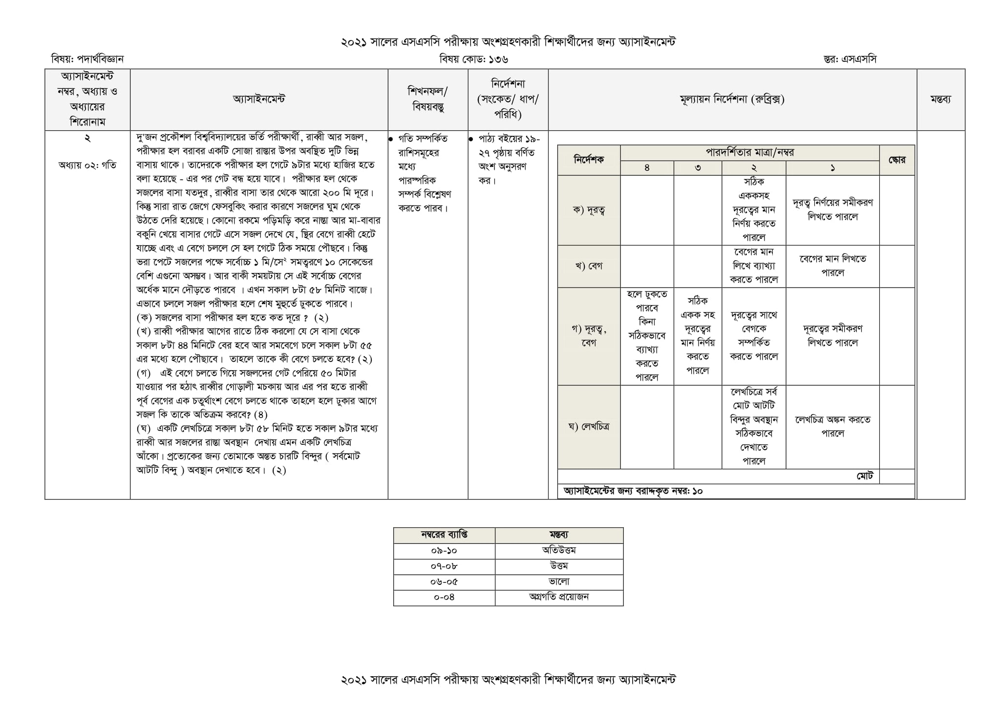 ২০২১ সালের এসএসসি পরীক্ষায় অংশগ্রহণকারী শিক্ষার্থীদের জন্য অ্যাসাইনমেন্ট
বিষয়: পদার্থবিজ্ঞান
বিষয় কোড: ১৩৬
স্তর: এসএসসি
অ্যাসাইনমেন্ট
নম্বর, অধ্যায় ও
অধ্যায়ের
শিরোনাম
অ্যাসাইনমেন্ট
শিখনফল/
বিষয়বস্তু
নির্দেশনা
(সংকেত/ ধাপ/
পরিধি)
মূল্যায়ন নির্দেশনা (রুব্রিক্স)
মন্তব্য
২
অধ্যায় ০২: গতি
দু'জন প্রকৌশল বিশ্ববিদ্যালয়ের ভর্তি পরীক্ষার্থী, রাব্বী আর সজল,
পরীক্ষার হল বরাবর একটি সোজা রাস্তার উপর অবস্থিত দুটি ভিন্ন
বাসায় থাকে। তাদেরকে পরীক্ষার হল গেটে ৯টার মধ্যে হাজির হতে
বলা হয়েছে - এর পর গেট বন্ধ হয়ে যাবে। পরীক্ষার হল থেকে
সজলের বাসা যতদুর, রাব্বীর বাসা তার থেকে আরো ২০০ মি দূরে।
কিন্তু সারা রাত জেগে ফেসবুকিং করার কারণে সজলের ঘুম থেকে
উঠতে দেরি হয়েছে। কোনো রকমে পড়িমড়ি করে নাস্তা আর মা-বাবার
বকুনি খেয়ে বাসার গেটে এসে সজল দেখে যে, স্থির বেগে রাব্বী হেটে
যাচ্ছে এবং এ বেগে চললে সে হল গেটে ঠিক সময়ে পৌছবে। কিন্তু
ভরা পেটে সজলের পক্ষে সর্বোচ্চ ১ মি/সে² সমত্বরণে ১০ সেকেন্ডের
বেশি এগুনো অসম্ভব। আর বাকী সময়টায় সে এই সর্বোচ্চ বেগের
অর্ধেক মানে দৌড়তে পারবে । এখন সকাল ৮টা ৫৮ মিনিট বাজে।
এভাবে চললে সজল পরীক্ষার হলে শেষ মুহুর্তে ঢুকতে পারবে।
(ক) সজলের বাসা পরীক্ষার হল হতে কত দূরে ? (২)
(খ) রাব্বী পরীক্ষার আগের রাতে ঠিক করলো যে সে বাসা থেকে
সকাল ৮টা ৪৪ মিনিটে বের হবে আর সমবেগে চলে সকাল ৮টা ৫৫
এর মধ্যে হলে পৌছাবে। তাহলে তাকে কী বেগে চলতে হবে? (২)
(গ) এই বেগে চলতে গিয়ে সজলদের গেট পেরিয়ে ৫০ মিটার
যাওয়ার পর হঠাৎ রাব্বীর গোড়ালী মচকায় আর এর পর হতে রাব্বী
পূর্ব বেগের এক চতুর্থাংশ বেগে চলতে থাকে তাহলে হলে ঢুকার আগে
সজল কি তাকে অতিক্রম করবে? (৪)
(ঘ) একটি লেখচিত্রে সকাল ৮টা ৫৮ মিনিট হতে সকাল ৯টার মধ্যে
রাব্বী আর সজলের রাস্তা অবস্থান দেখায় এমন একটি লেখচিত্র
আঁকো। প্রত্যেকের জন্য তোমাকে অন্তত চারটি বিন্দুর ( সর্বমোট
আটটি বিন্দু ) অবস্থান দেখাতে হবে। (২)
● গতি সম্পর্কিত
রাশিসমূহের
মধ্যে
পারস্পরিক
সম্পর্ক বিশ্লেষণ
করতে পারব।
● পাঠ্য বইয়ের ১৯-
২৭ পৃষ্ঠায় বর্ণিত
অংশ অনুসরণ
কর।
নির্দেশক
পারদর্শিতার মাত্রা/নম্বর
স্কোর
৪
৩
২
১
ক) দূরত্ব
সঠিক
এককসহ
দূরত্বের মান
নির্ণয় করতে
পারলে
দূরত্ব নির্ণয়ের সমীকরণ
লিখতে পারলে
খ) বেগ
বেগের মান
লিখে ব্যাখ্যা
করতে পারলে
বেগের মান লিখতে
পারলে
গ) দূরত্ব,
বেগ
হলে ঢুকতে
পারবে
কিনা
সঠিকভাবে
ব্যাখ্যা
করতে
পারলে
সঠিক
একক সহ
দূরত্বের
মান নির্ণয়
করতে
পারলে
দূরত্বের সাথে
বেগকে
সম্পর্কিত
করতে পারলে
দূরত্বের সমীকরণ
লিখতে পারলে
ঘ) লেখচিত্র
লেখচিত্রে সর্ব
মোট আটটি
বিন্দুর অবস্থান
সঠিকভাবে
দেখাতে
পারলে
লেখচিত্র অঙ্কন করতে
পারলে
মোট
অ্যাসাইমেন্টের জন্য বরাদ্দকৃত নম্বর: ১০
নম্বরের ব্যাপ্তি
মন্তব্য
০৯-১০
অতিউত্তম
০৭-০৮
উত্তম
০৬-০৫
ভালো
০-০৪
অগ্রগতি প্রয়োজন
২০২১ সালের এসএসসি পরীক্ষায় অংশগ্রহণকারী শিক্ষার্থীদের জন্য অ্যাসাইনমেন্ট